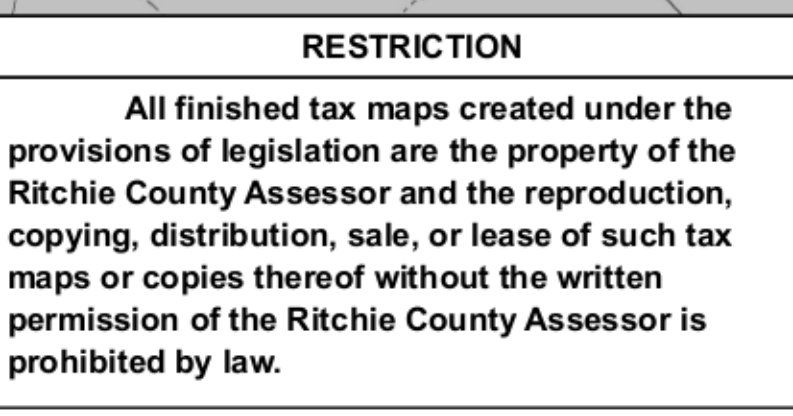 RESTRICTION
All finished tax maps created under the
provisions of legislation are the property of the
Ritchie County Assessor and the reproduction,
copying, distribution, sale, or lease of such tax
maps or copies thereof without the written
permission of the Ritchie County Assessor is
prohibited by law.